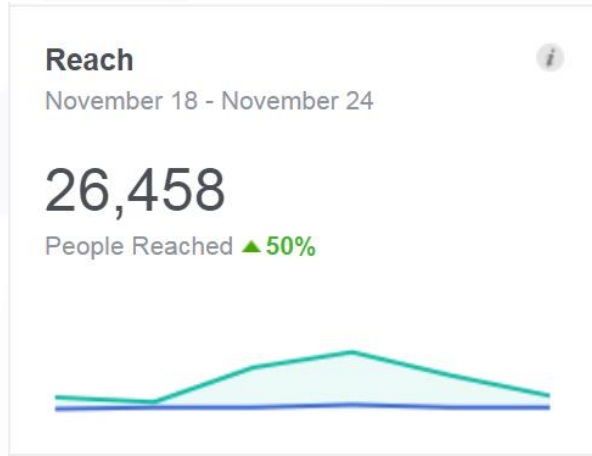 Reach
i
November 18 - November 24
26,458
People Reached ▲ 50%